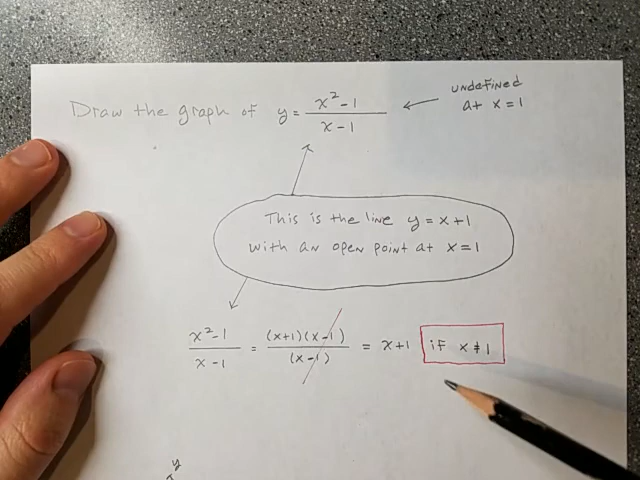 Draw the graph of y = x²-1 / x-1 ← undefined
at x=1
This is the line y = x+1
with an open point at x=1
x²-1 / x-1 = (x+1)(x-1) / (x-1) = x+1 if x≠1
y